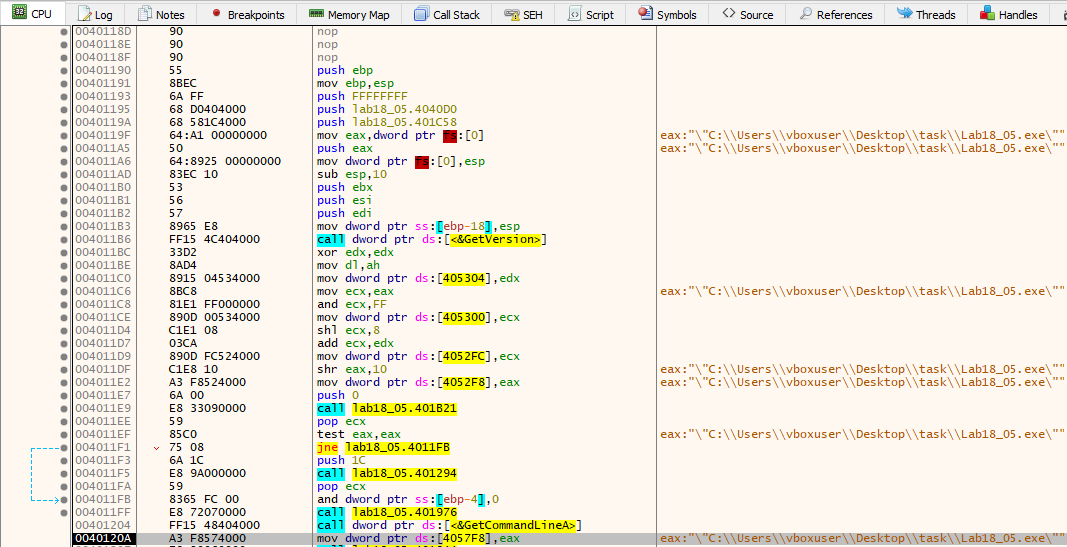 CPU Log Notes Breakpoints Memory Map Call Stack SEH Script Symbols Source References Threads Handles
0040118D 90 nop
0040118E 90 nop
0040118F 90 nop
00401190 55 push ebp
00401191 8BEC mov ebp,esp
00401193 6A FF push FFFFFFFF
00401195 68 D0404000 push lab18_05.4040D0
0040119A 68 581C4000 push lab18_05.401C58
0040119F 64:A1 00000000 mov eax,dword ptr fs:[0] eax:"\"C:\\Users\\vboxuser\\Desktop\\task\\Lab18_05.exe\""
004011A5 50 push eax eax:"\"C:\\Users\\vboxuser\\Desktop\\task\\Lab18_05.exe\""
004011A6 64:8925 00000000 mov dword ptr fs:[0],esp
004011AD 83EC 10 sub esp,10
004011B0 53 push ebx
004011B1 56 push esi
004011B2 57 push edi
004011B3 8965 E8 mov dword ptr ss:[ebp-18],esp
004011B6 FF15 4C404000 call dword ptr ds:[<&GetVersion>]
004011BC 33D2 xor edx,edx
004011BE 8AD4 mov dl,ah
004011C0 8915 04534000 mov dword ptr ds:[405304],edx
004011C6 8BC8 mov ecx,eax eax:"\"C:\\Users\\vboxuser\\Desktop\\task\\Lab18_05.exe\""
004011C8 81E1 FF000000 and ecx,FF
004011CE 890D 00534000 mov dword ptr ds:[405300],ecx
004011D4 C1E1 08 shl ecx,8
004011D7 03CA add ecx,edx
004011D9 890D FC524000 mov dword ptr ds:[4052FC],ecx
004011DF C1E8 10 shr eax,10 eax:"\"C:\\Users\\vboxuser\\Desktop\\task\\Lab18_05.exe\""
004011E2 A3 F8524000 mov dword ptr ds:[4052F8],eax eax:"\"C:\\Users\\vboxuser\\Desktop\\task\\Lab18_05.exe\""
004011E7 6A 00 push 0
004011E9 E8 33090000 call lab18_05.401B21
004011EE 59 pop ecx
004011EF 85C0 test eax,eax eax:"\"C:\\Users\\vboxuser\\Desktop\\task\\Lab18_05.exe\""
004011F1 75 08 jne lab18_05.4011FB
004011F3 6A 1C push 1C
004011F5 E8 9A000000 call lab18_05.401294
004011FA 59 pop ecx
004011FB 8365 FC 00 and dword ptr ss:[ebp-4],0
004011FF E8 72070000 call lab18_05.401976
00401204 FF15 48404000 call dword ptr ds:[<&GetCommandLineA>]
0040120A A3 F8574000 mov dword ptr ds:[4057F8],eax eax:"\"C:\\Users\\vboxuser\\Desktop\\task\\Lab18_05.exe\""